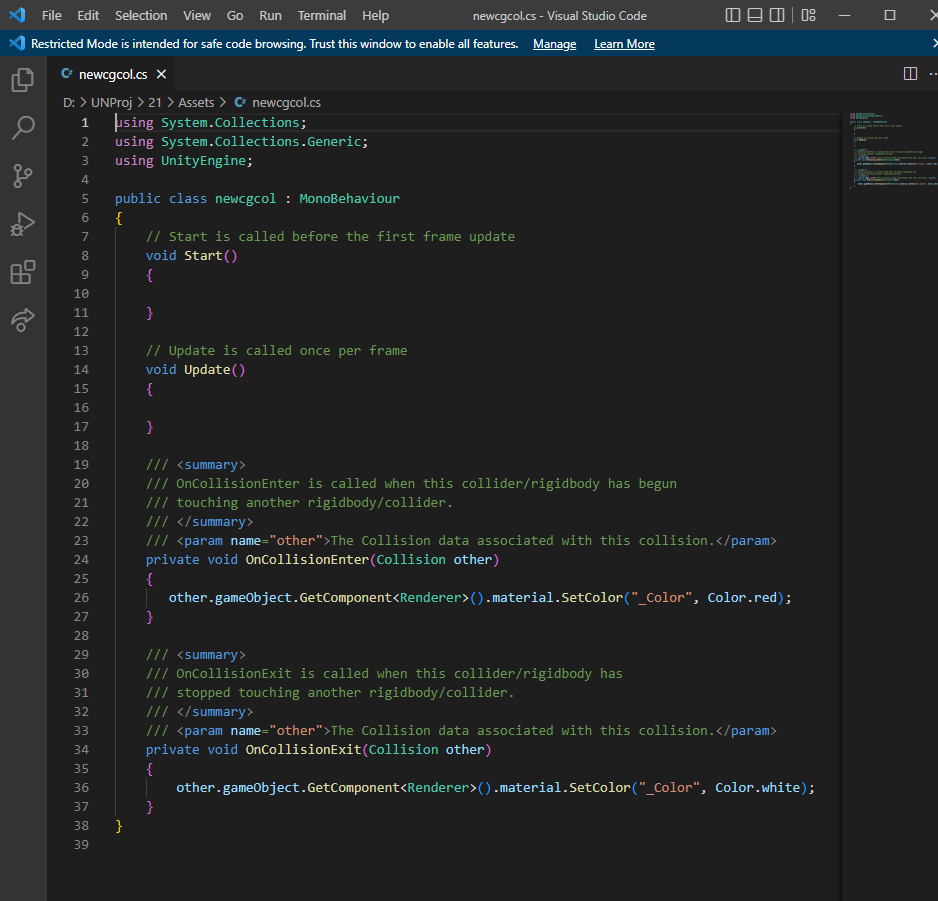 File Edit Selection View Go Run Terminal Help newcgcol.cs - Visual Studio Code
Restricted Mode is intended for safe code browsing. Trust this window to enable all features. Manage Learn More
C# newcgcol.cs
D: > UNProj > 21 > Assets > C# newcgcol.cs
1 using System.Collections;
2 using System.Collections.Generic;
3 using UnityEngine;
4
5 public class newcgcol : MonoBehaviour
6 {
7 // Start is called before the first frame update
8 void Start()
9 {
10
11 }
12
13 // Update is called once per frame
14 void Update()
15 {
16
17 }
18
19 /// <summary>
20 /// OnCollisionEnter is called when this collider/rigidbody has begun
21 /// touching another rigidbody/collider.
22 /// </summary>
23 /// <param name="other">The Collision data associated with this collision.</param>
24 private void OnCollisionEnter(Collision other)
25 {
26 other.gameObject.GetComponent<Renderer>().material.SetColor("_Color", Color.red);
27 }
28
29 /// <summary>
30 /// OnCollisionExit is called when this collider/rigidbody has
31 /// stopped touching another rigidbody/collider.
32 /// </summary>
33 /// <param name="other">The Collision data associated with this collision.</param>
34 private void OnCollisionExit(Collision other)
35 {
36 other.gameObject.GetComponent<Renderer>().material.SetColor("_Color", Color.white);
37 }
38 }
39